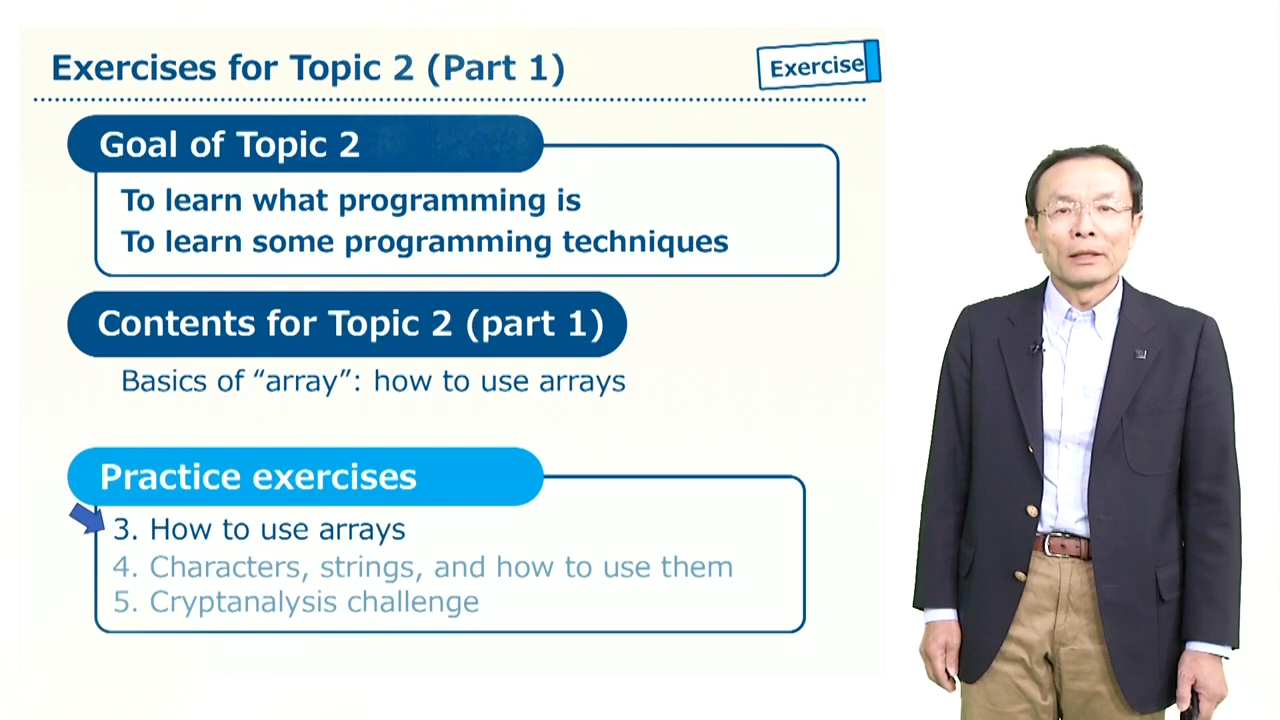 Exercises for Topic 2 (Part 1)
Exercise
Goal of Topic 2
To learn what programming is
To learn some programming techniques
Contents for Topic 2 (part 1)
Basics of “array”: how to use arrays
Practice exercises
3. How to use arrays
4. Characters, strings, and how to use them
5. Cryptanalysis challenge